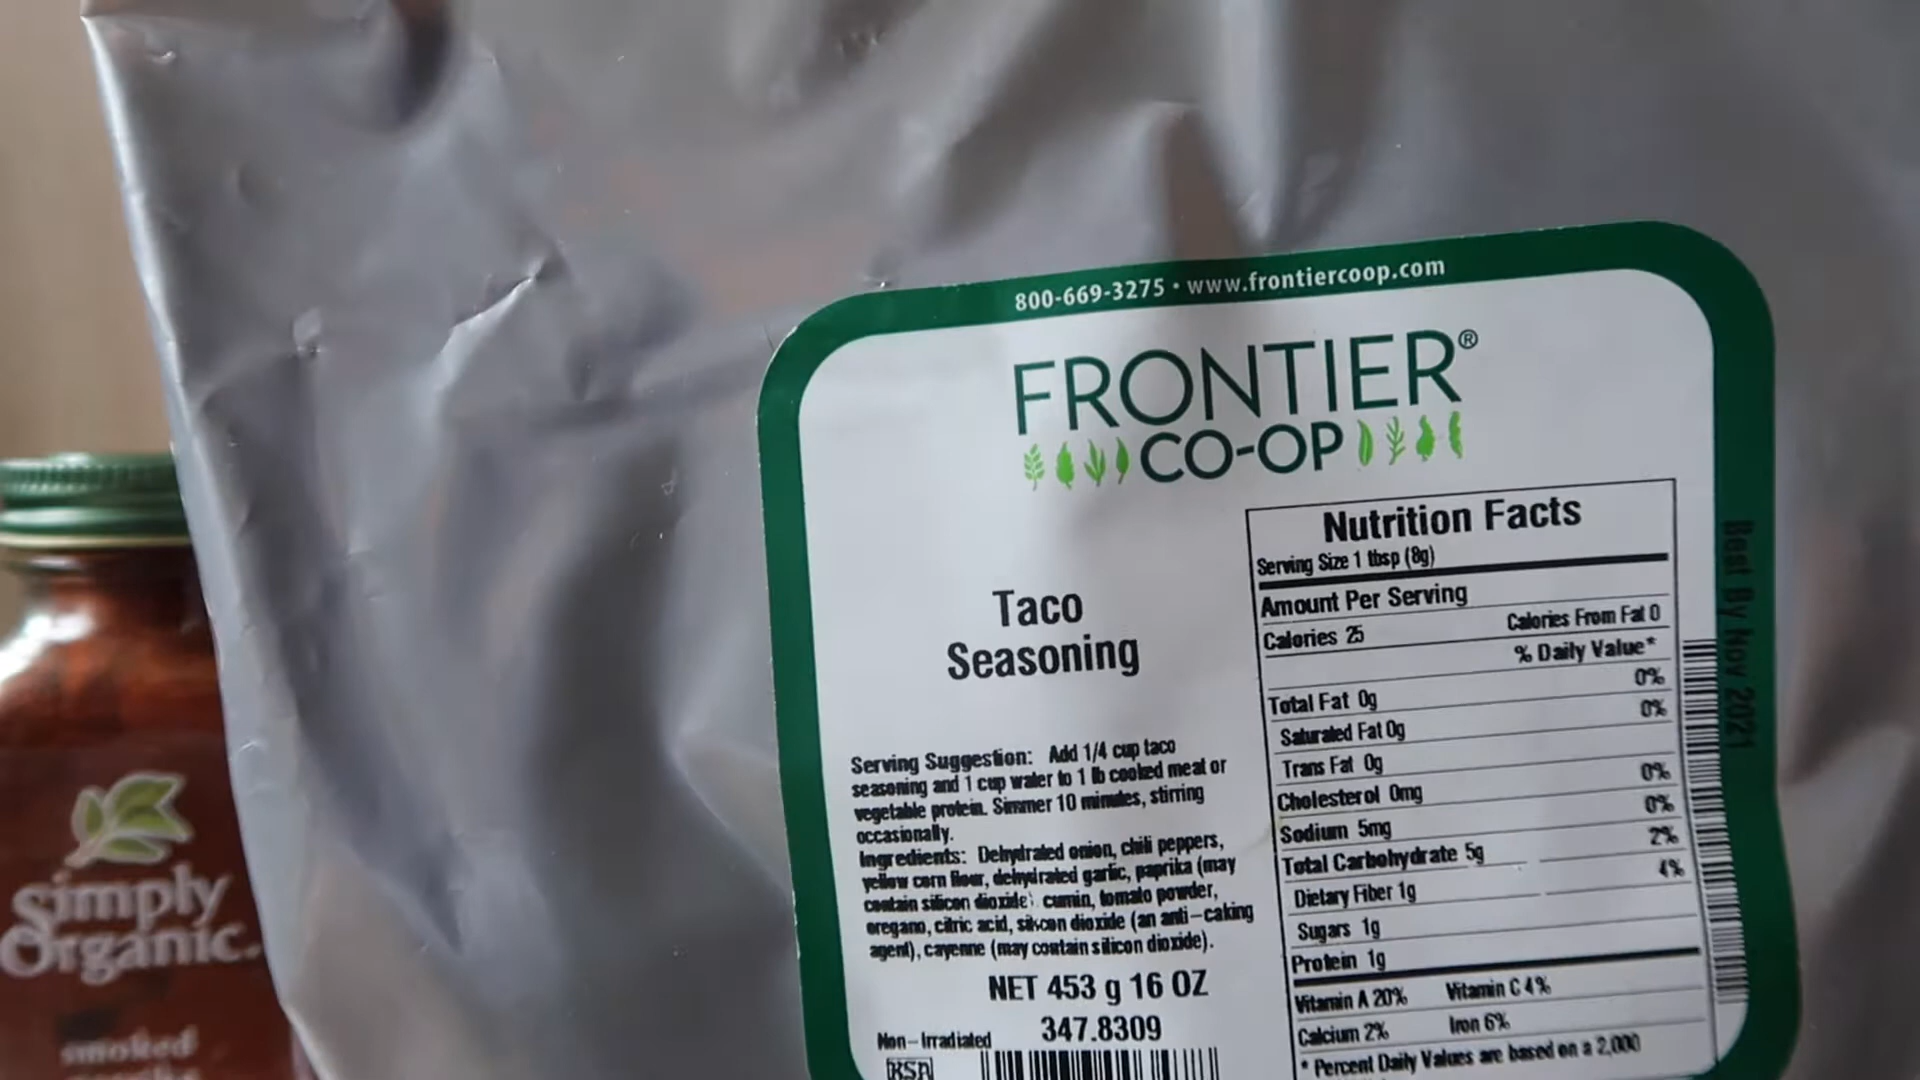 800-669-3275 • www.frontiercoop.com
FRONTIER®
CO-OP
Taco
Seasoning
Serving Suggestion: Add 1/4 cup taco
seasoning and 1 cup water to 1 lb cooked meat or
vegetable protein. Simmer 10 minutes, stirring
occasionally.
Ingredients: Dehydrated onion, chili peppers,
yellow corn flour, dehydrated garlic, paprika (may
contain silicon dioxide) cumin, tomato powder,
oregano, citric acid, silicon dioxide (an anti-caking
agent), cayenne (may contain silicon dioxide).
NET 453 g 16 OZ
347.8309
Non-Irradiated
KSA
Nutrition Facts
Serving Size 1 tbsp (8g)
Amount Per Serving
Calories 25 Calories From Fat 0
% Daily Value*
Total Fat 0g 0%
Saturated Fat 0g 0%
Trans Fat 0g
Cholesterol 0mg 0%
Sodium 5mg 0%
Total Carbohydrate 5g 2%
Dietary Fiber 1g 4%
Sugars 1g
Protein 1g
Vitamin A 20% Vitamin C 4%
Calcium 2% Iron 6%
* Percent Daily Values are based on a 2,000
Best By Nov 2021
simply
Organic
smoked